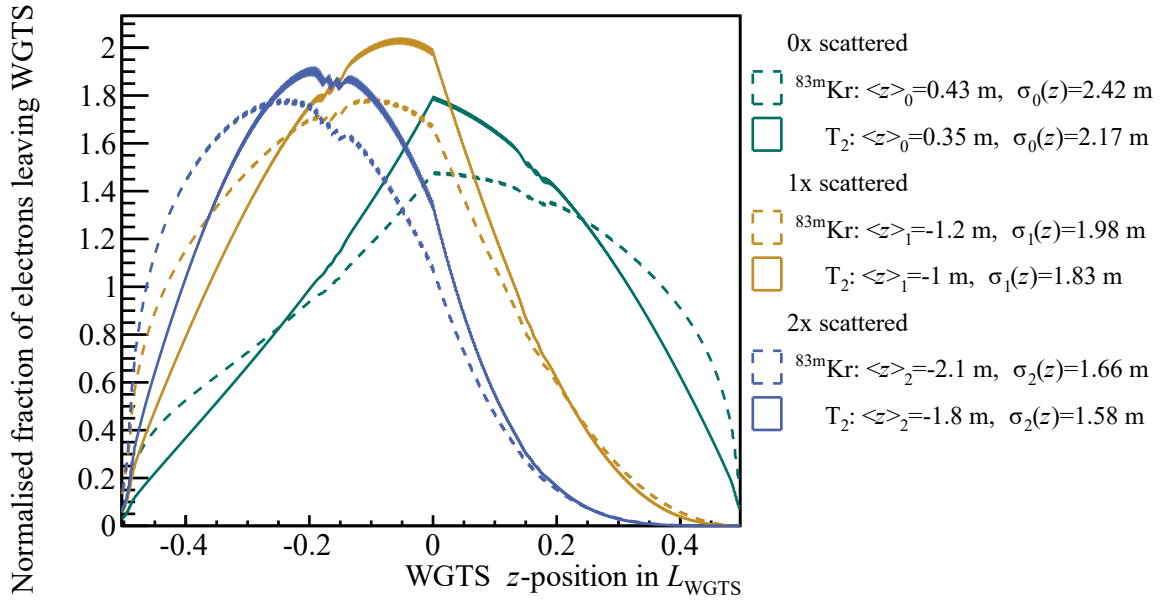 Normalised fraction of electrons leaving WGTS
2
1.8
1.6
1.4
1.2
1
0.8
0.6
0.4
0.2
0
-0.4 -0.2 0 0.2 0.4
WGTS z-position in L_WGTS
0x scattered
⁸³ᵐKr: <z>₀=0.43 m, σ₀(z)=2.42 m
T₂: <z>₀=0.35 m, σ₀(z)=2.17 m
1x scattered
⁸³ᵐKr: <z>₁=-1.2 m, σ₁(z)=1.98 m
T₂: <z>₁=-1 m, σ₁(z)=1.83 m
2x scattered
⁸³ᵐKr: <z>₂=-2.1 m, σ₂(z)=1.66 m
T₂: <z>₂=-1.8 m, σ₂(z)=1.58 m